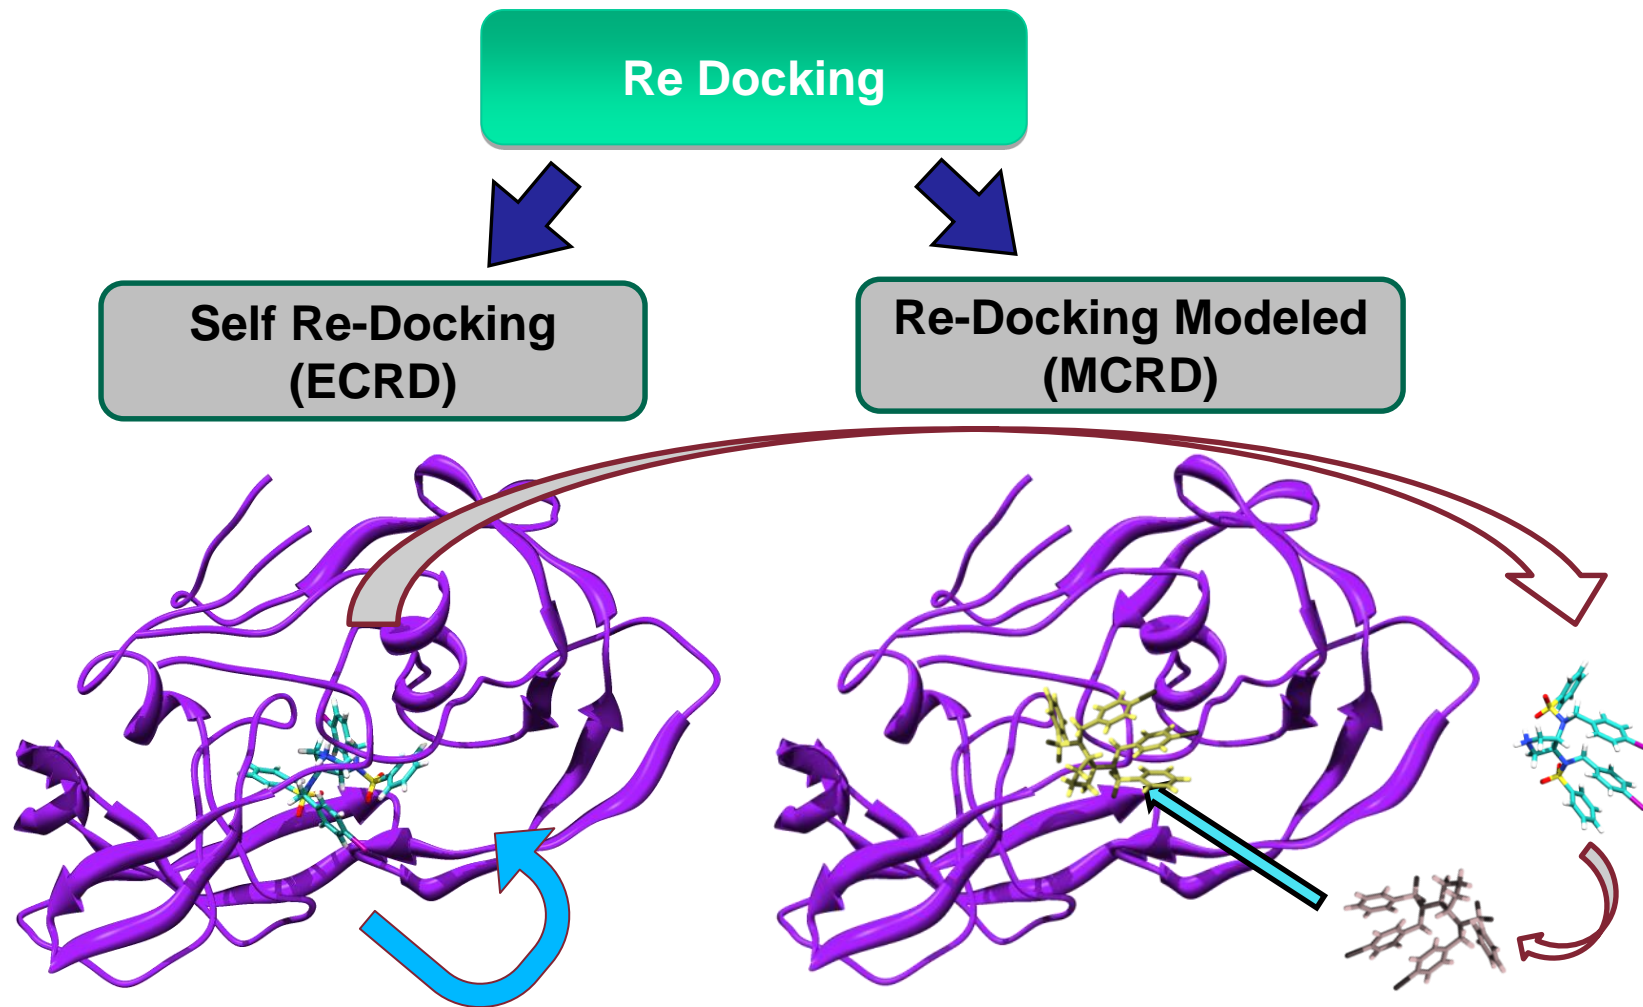 Re Docking
Self Re-Docking
(ECRD)
Re-Docking Modeled
(MCRD)